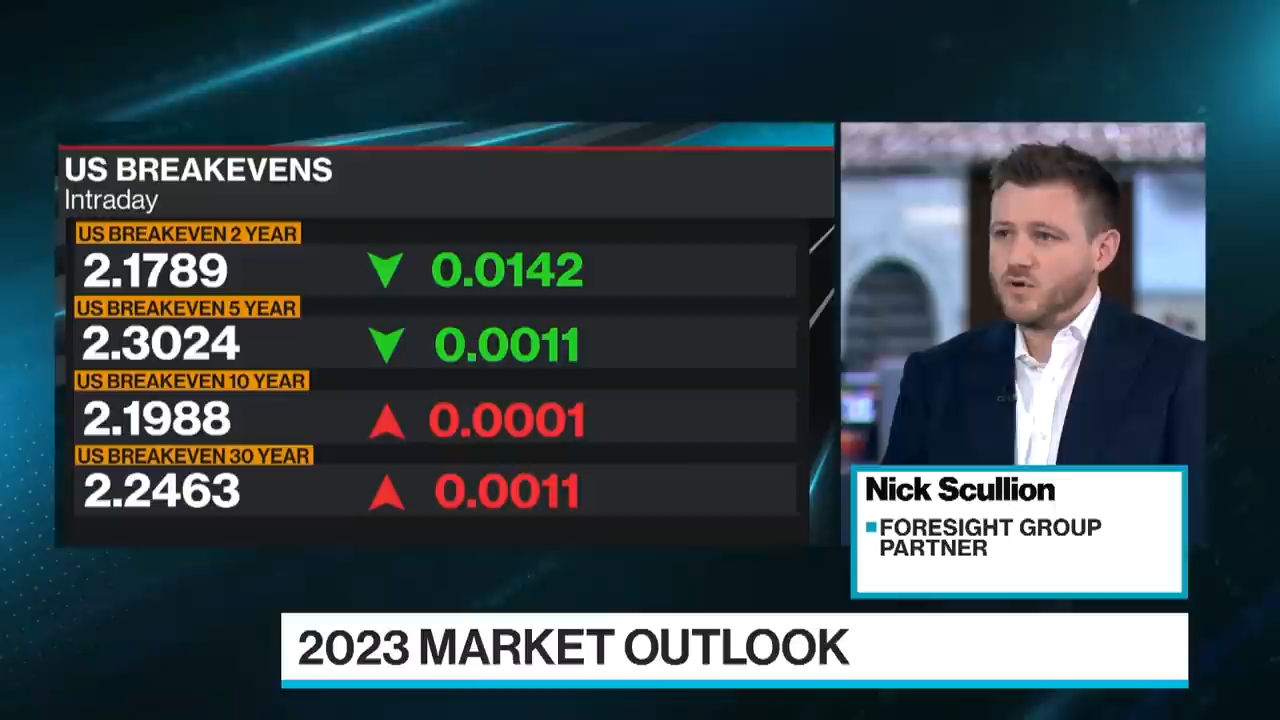 US BREAKEVENS
Intraday
US BREAKEVEN 2 YEAR
2.1789 0.0142
US BREAKEVEN 5 YEAR
2.3024 0.0011
US BREAKEVEN 10 YEAR
2.1988 0.0001
US BREAKEVEN 30 YEAR
2.2463 0.0011
Nick Scullion
FORESIGHT GROUP
PARTNER
2023 MARKET OUTLOOK